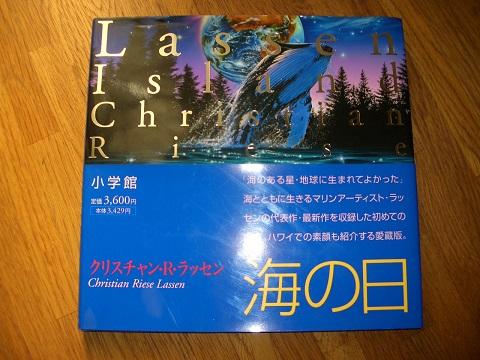 Lassen
Island
Christian
Riese
小学館
定価3,600円
本体3,429円
「海のある星・地球に生まれてよかった」
海とともに生きるマリンアーティスト・ラッ
センの代表作・最新作を収録した初めての
ハワイでの素顔も紹介する愛蔵版。
クリスチャン・R・ラッセン
Christian Riese Lassen
海の日